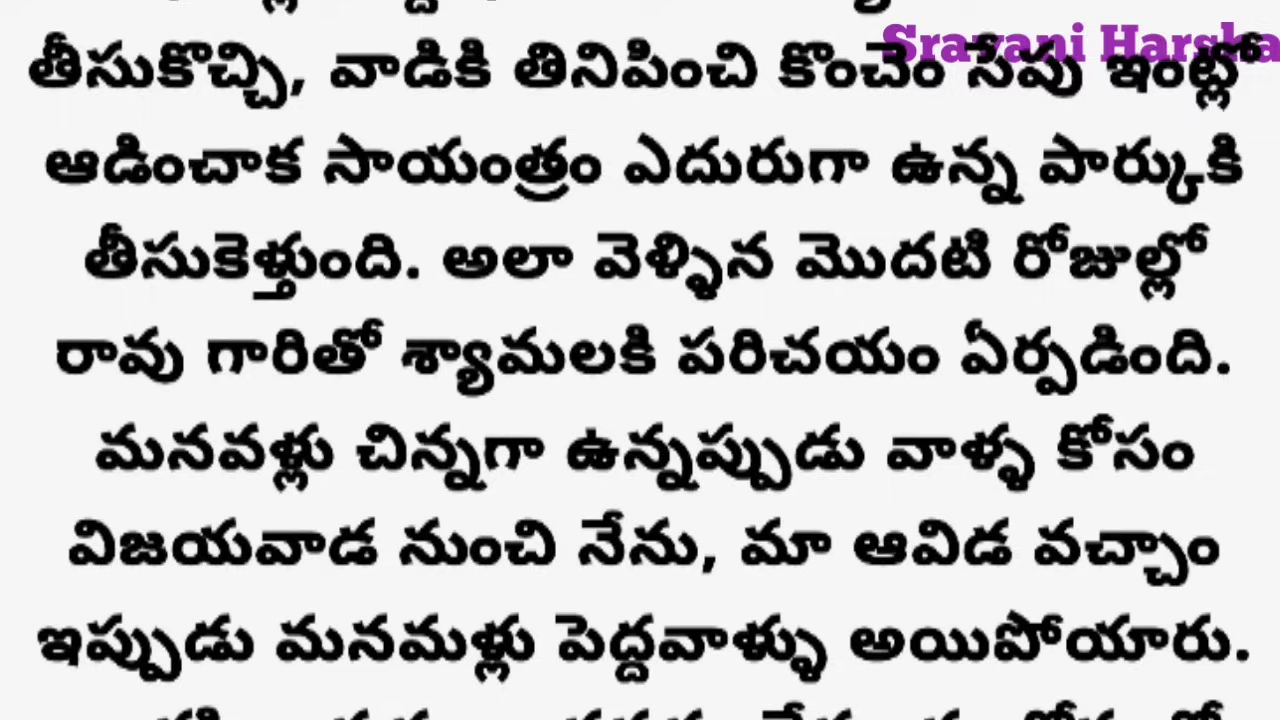 Sravani Harsha
తీసుకొచ్చి, వాడికి తినిపించి కొంచెం సేపు ఇంట్లో
ఆడించాక సాయంత్రం ఎదురుగా ఉన్న పార్కుకి
తీసుకెళ్తుంది. అలా వెళ్ళిన మొదటి రోజుల్లో
రావు గారితో శ్యామలకి పరిచయం ఏర్పడింది.
మనవళ్లు చిన్నగా ఉన్నప్పుడు వాళ్ళ కోసం
విజయవాడ నుంచి నేను, మా ఆవిడ వచ్చాం
ఇప్పుడు మనమళ్లు పెద్దవాళ్ళు అయిపోయారు.